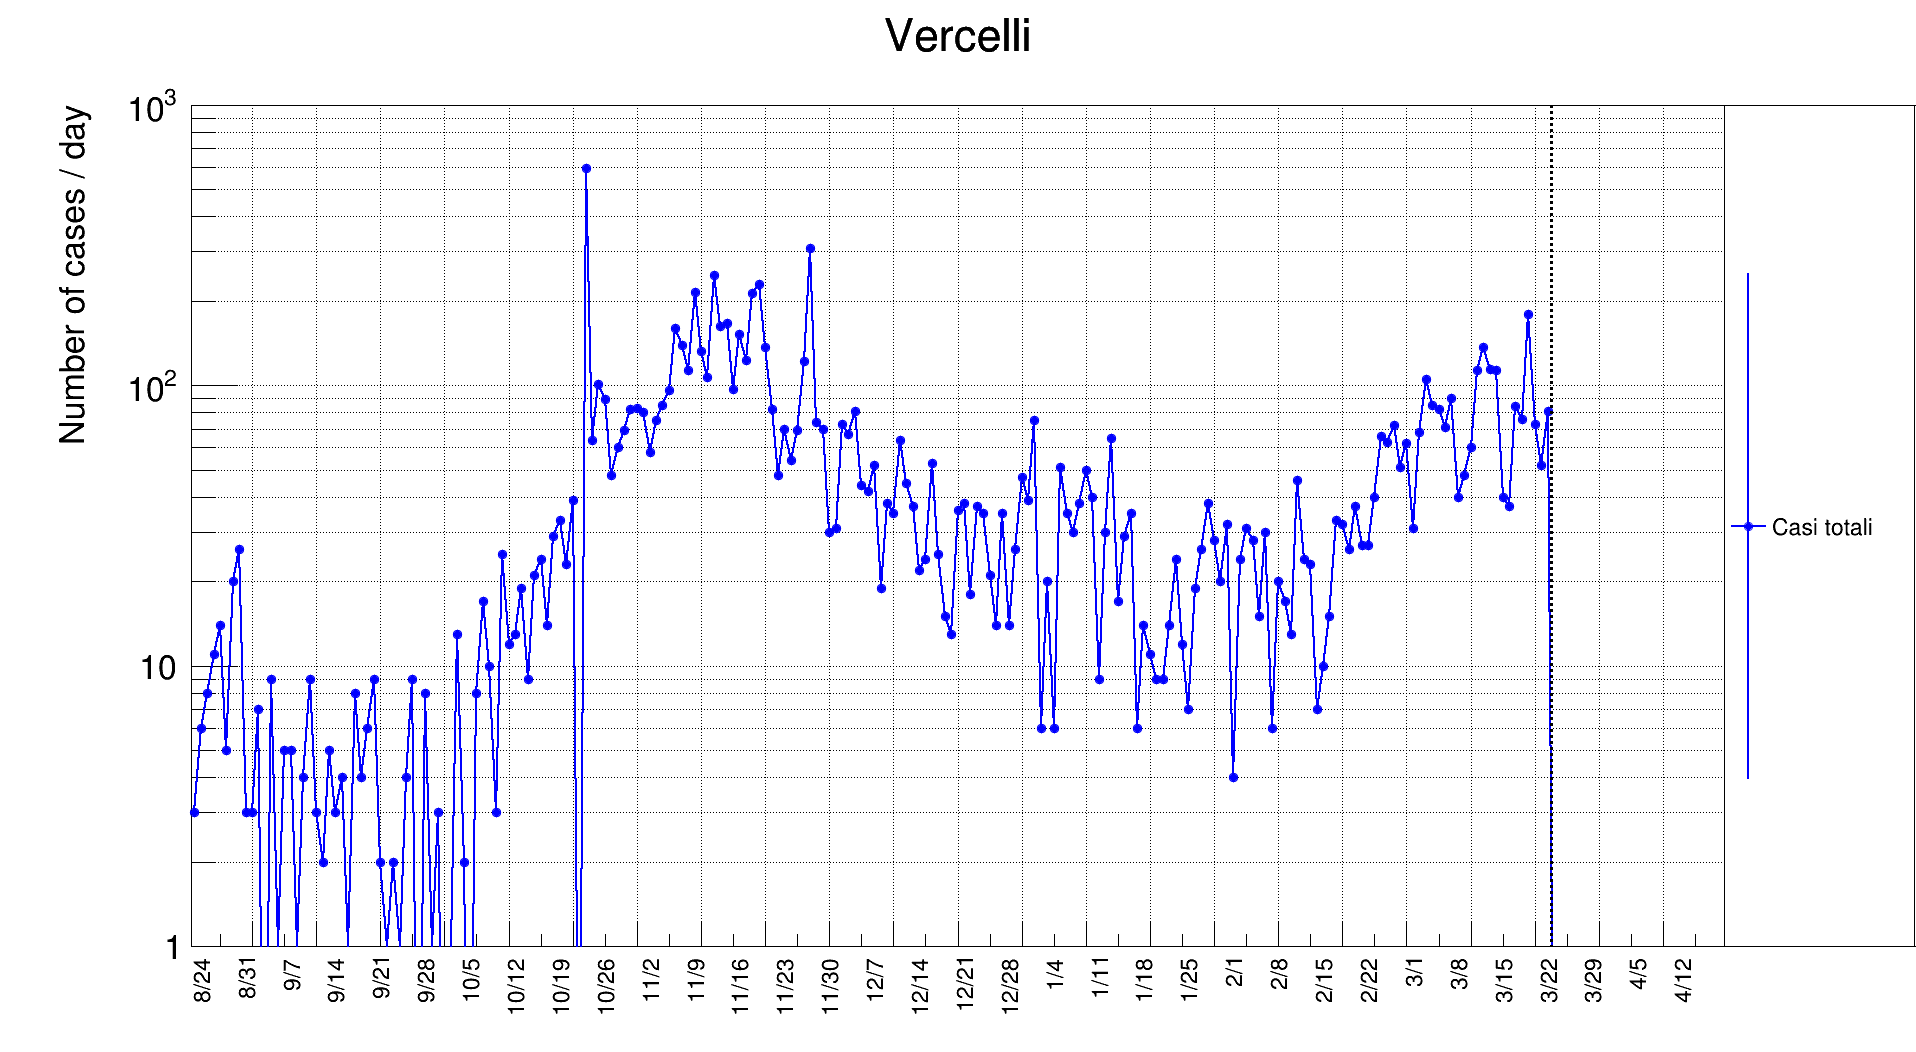 Vercelli
Number of cases / day
10³
10²
10
1
8/24 8/31 9/7 9/14 9/21 9/28 10/5 10/12 10/19 10/26 11/2 11/9 11/16 11/23 11/30 12/7 12/14 12/21 12/28 1/4 1/11 1/18 1/25 2/1 2/8 2/15 2/22 3/1 3/8 3/15 3/22 3/29 4/5 4/12
Casi totali